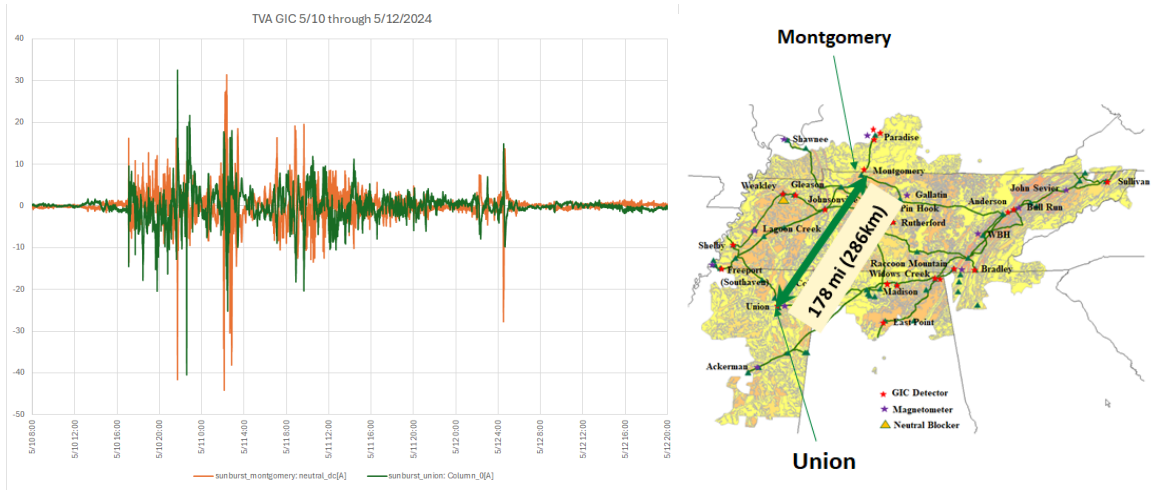 TVA GIC 5/10 through 5/12/2024
40
30
20
10
0
-10
-20
-30
-40
-50
5/10 8:00
5/10 12:00
5/10 16:00
5/10 20:00
5/11 0:00
5/11 4:00
5/11 8:00
5/11 12:00
5/11 16:00
5/11 20:00
5/12 0:00
5/12 4:00
5/12 8:00
5/12 12:00
5/12 16:00
5/12 20:00
sunburst_montgomery: neutral_dc[A]
sunburst_union: Column_0[A]
Montgomery
Shawnee
Paradise
Montgomery
Weakley
Gleason
Johnsonv
Gallatin
Pin Hook
Rutherford
John Sevier
Sullivan
Anderson
Bull Run
WBH
Lagoon Creek
Shelby
Freeport
(Southaven)
178 mi (286km)
Raccoon Mountain
Widows Creek
Bradley
Madison
Union
East Point
Ackerman
GIC Detector
Magnetometer
Neutral Blocker
Union